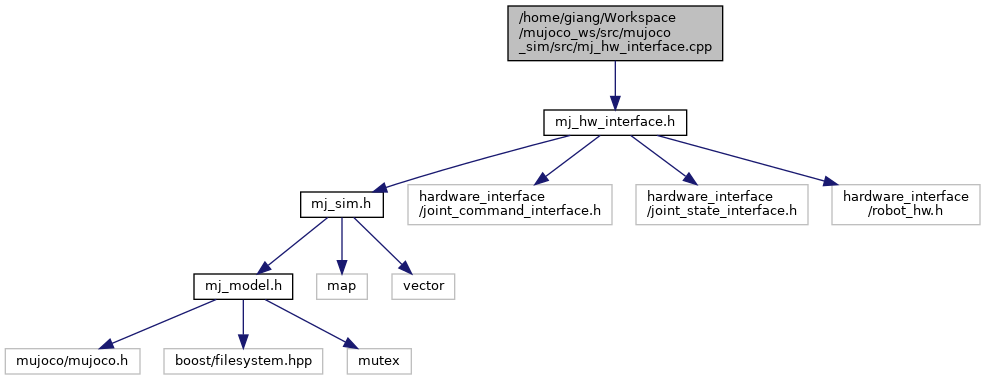 /home/giang/Workspace
/mujoco_ws/src/mujoco
_sim/src/mj_hw_interface.cpp
mj_hw_interface.h
mj_sim.h
hardware_interface
/joint_command_interface.h
hardware_interface
/joint_state_interface.h
hardware_interface
/robot_hw.h
mj_model.h
map
vector
mujoco/mujoco.h
boost/filesystem.hpp
mutex